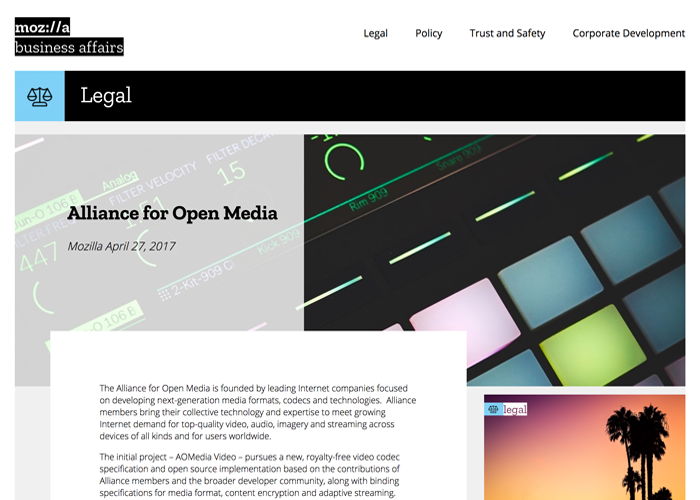 moz://a
business affairs
Legal Policy Trust and Safety Corporate Development
Legal
Analog
FILTER VELOCITY
FILTER DECAY
Jun-O 106 B
15
447
Alliance for Open Media
Mozilla April 27, 2017
Kick 909
Rim 909
Snare 909
2-Kit-909 C
-O 106 B
The Alliance for Open Media is founded by leading Internet companies focused
on developing next-generation media formats, codecs and technologies. Alliance
members bring their collective technology and expertise to meet growing
Internet demand for top-quality video, audio, imagery and streaming across
devices of all kinds and for users worldwide.
The initial project – AOMedia Video – pursues a new, royalty-free video codec
specification and open source implementation based on the contributions of
Alliance members and the broader developer community, along with binding
specifications for media format, content encryption and adaptive streaming.
legal